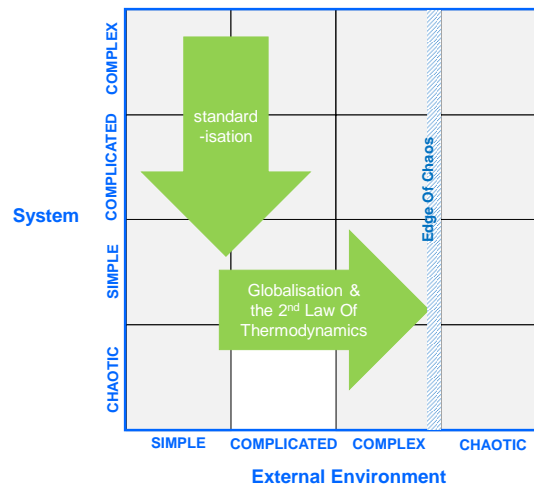 COMPLEX
COMPLICATED
SIMPLE
CHAOTIC
System
standard
-isation
Globalisation &
the 2nd Law Of
Thermodynamics
Edge Of Chaos
SIMPLE
COMPLICATED
COMPLEX
CHAOTIC
External Environment